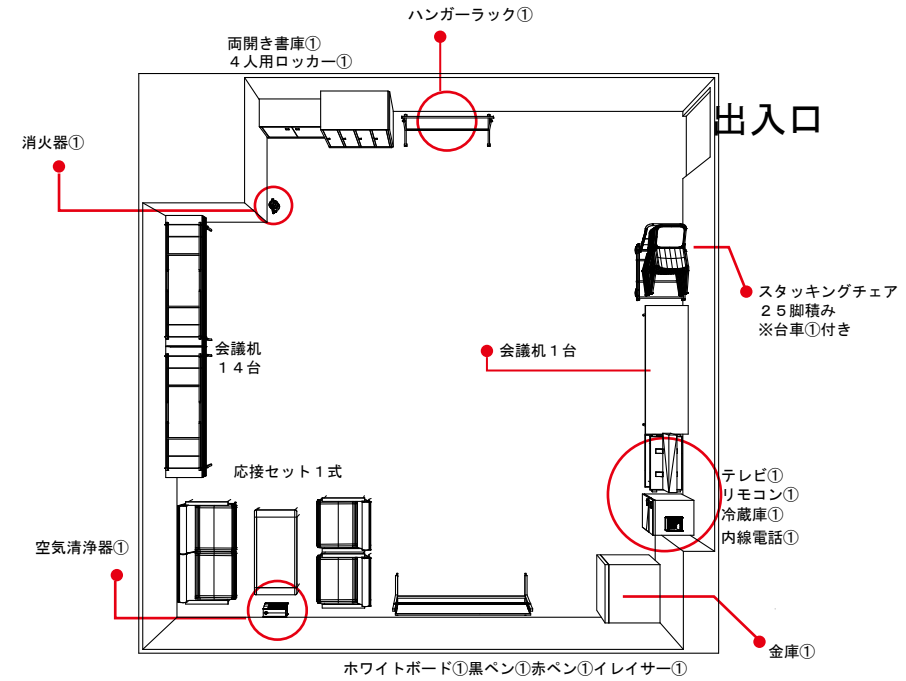 ハンガーラック①
両開き書庫①
４人用ロッカー①
出入口
消火器①
スタッキングチェア
２５脚積み
※台車①付き
会議机
１４台
会議机１台
応接セット１式
テレビ①
リモコン①
冷蔵庫①
内線電話①
空気清浄器①
金庫①
ホワイトボード①黒ペン①赤ペン①イレイサー①